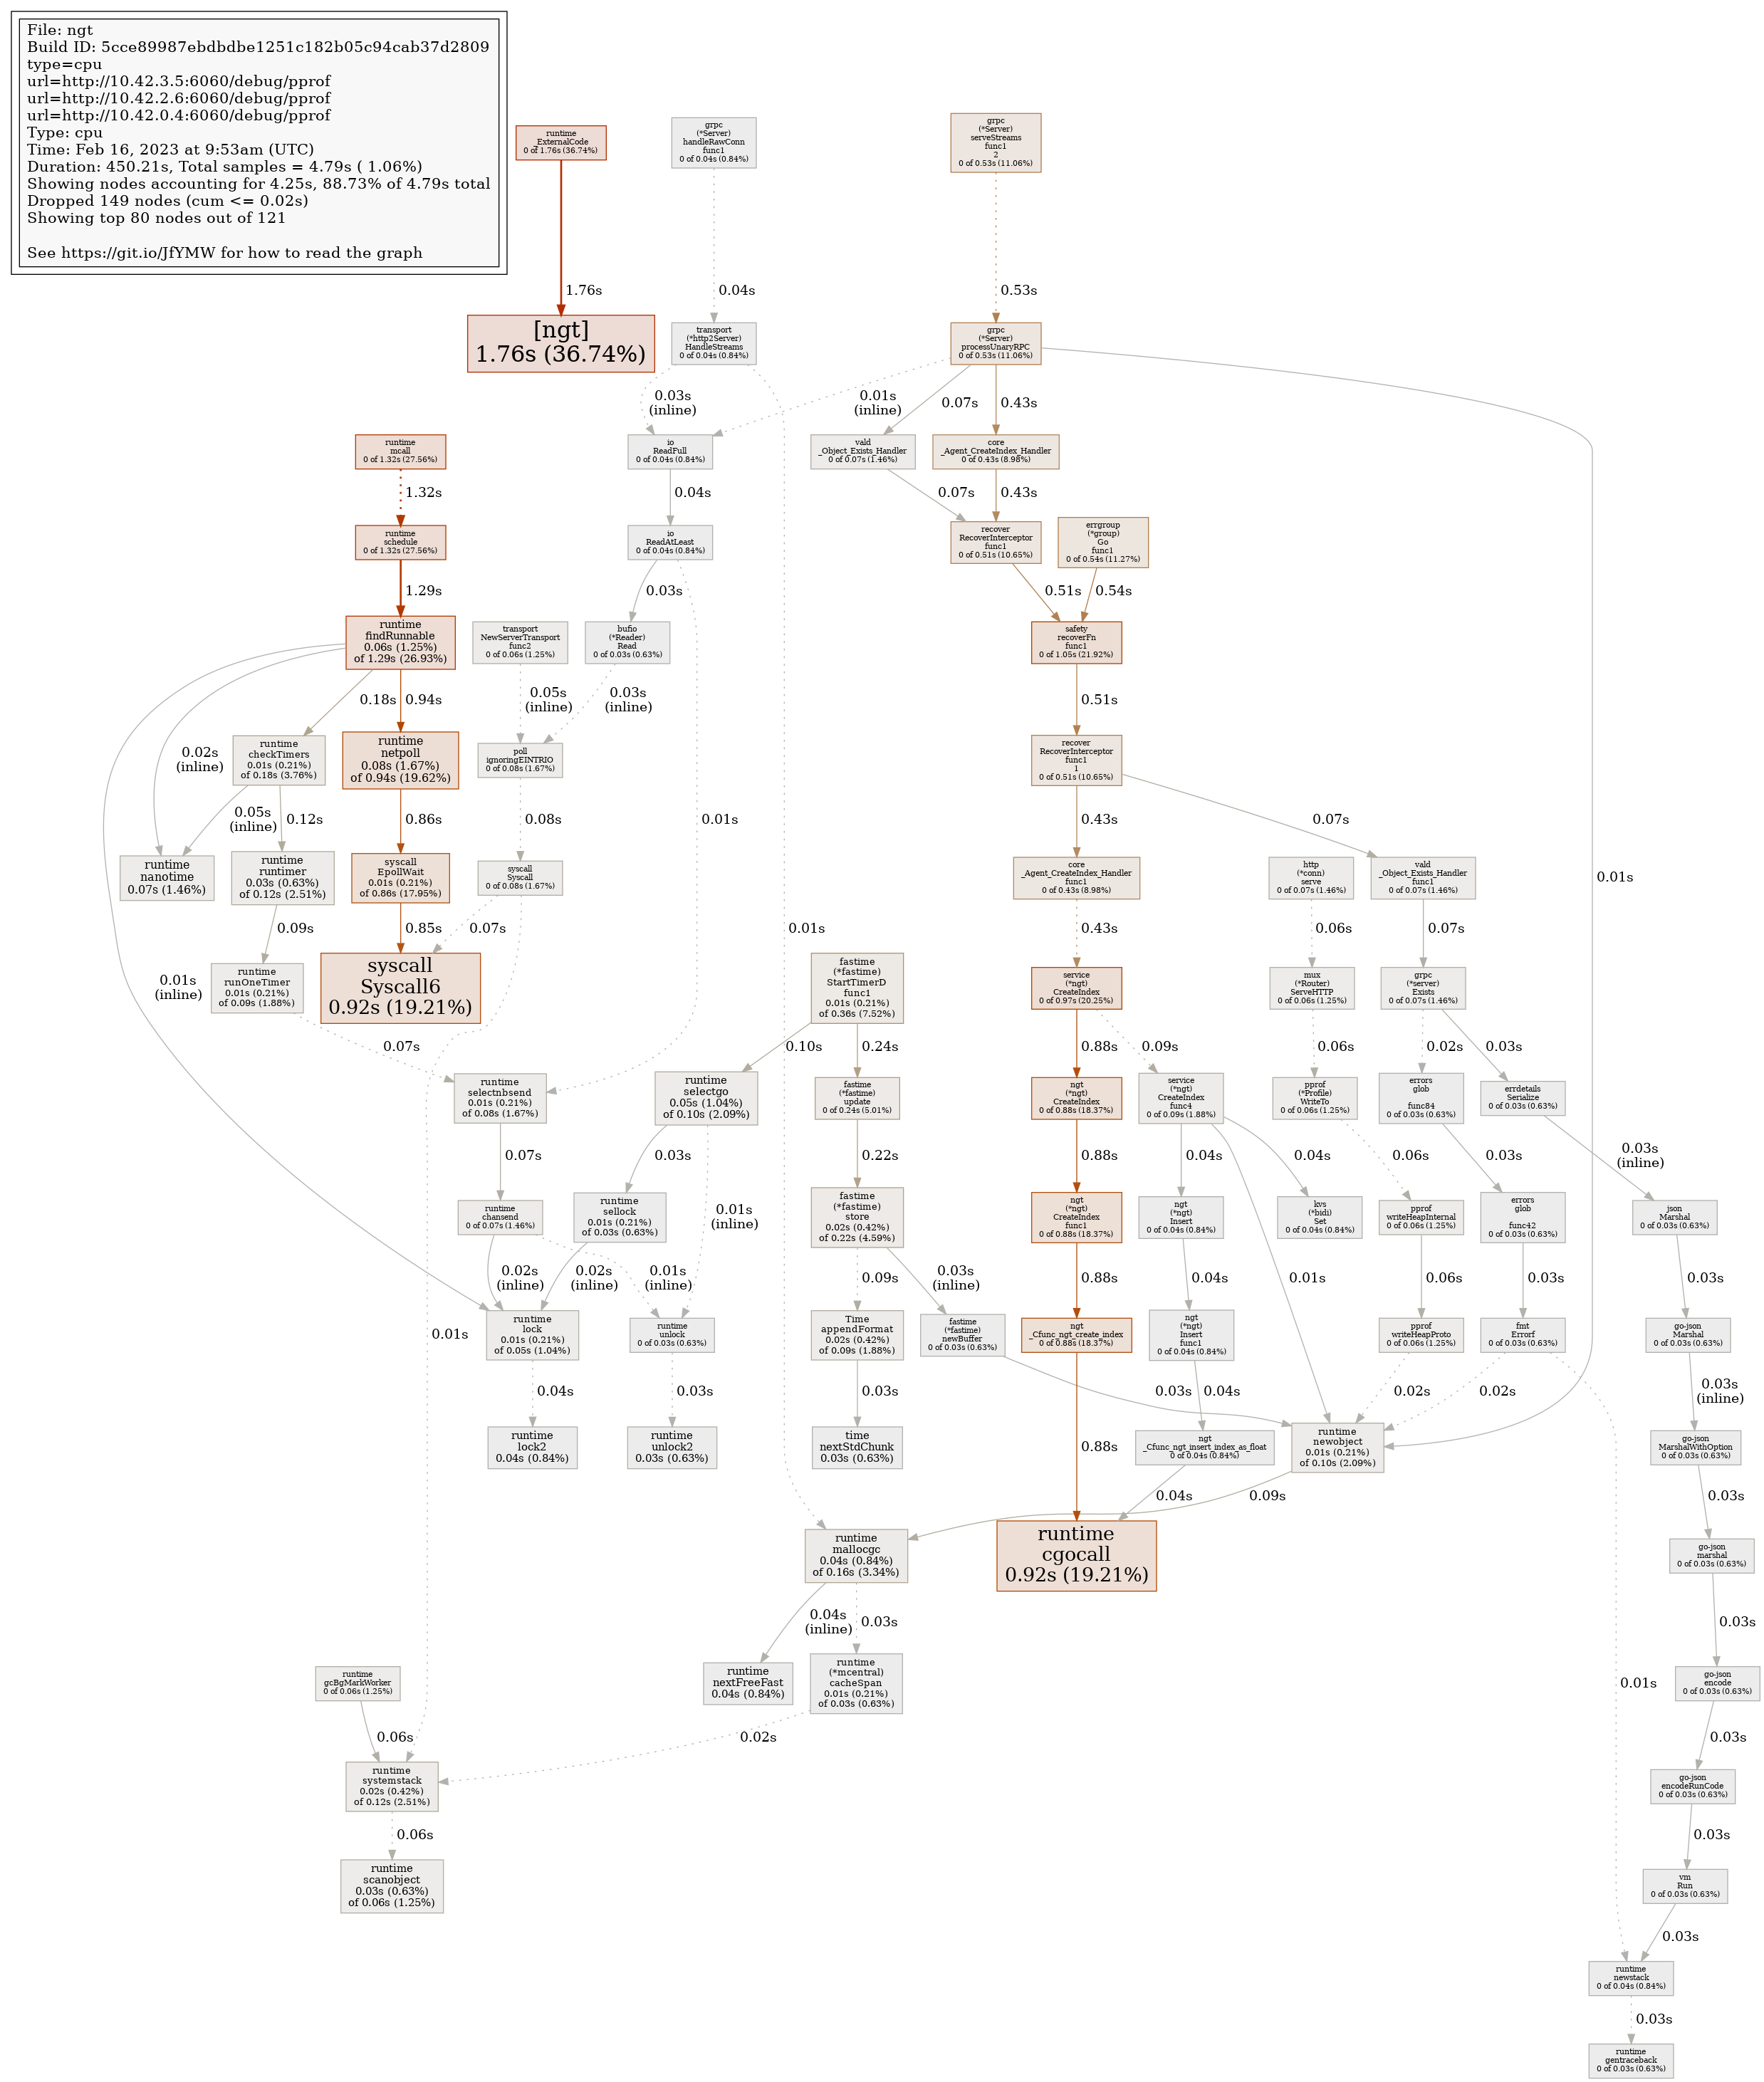 File: ngt
Build ID: 5cce89987ebdbdbe1251c182b05c94cab37d2809
type=cpu
url=http://10.42.3.5:6060/debug/pprof
url=http://10.42.2.6:6060/debug/pprof
url=http://10.42.0.4:6060/debug/pprof
Type: cpu
Time: Feb 16, 2023 at 9:53am (UTC)
Duration: 450.21s, Total samples = 4.79s ( 1.06%)
Showing nodes accounting for 4.25s, 88.73% of 4.79s total
Dropped 149 nodes (cum <= 0.02s)
Showing top 80 nodes out of 121
See https://git.io/JfYMW for how to read the graph
runtime
_ExternalCode
0 of 1.76s (36.74%)
grpc
(*Server)
handleRawConn
func1
0 of 0.04s (0.84%)
grpc
(*Server)
serveStreams
func1
2
0 of 0.53s (11.06%)
1.76s
0.04s
0.53s
[ngt]
1.76s (36.74%)
transport
(*http2Server)
HandleStreams
0 of 0.04s (0.84%)
grpc
(*Server)
processUnaryRPC
0 of 0.53s (11.06%)
0.03s
(inline)
0.01s
(inline)
0.07s
0.43s
runtime
mcall
0 of 1.32s (27.56%)
io
ReadFull
0 of 0.04s (0.84%)
vald
_Object_Exists_Handler
0 of 0.07s (1.46%)
core
_Agent_CreateIndex_Handler
0 of 0.43s (8.98%)
1.32s
0.04s
0.07s
0.43s
runtime
schedule
0 of 1.32s (27.56%)
io
ReadAtLeast
0 of 0.04s (0.84%)
recover
RecoverInterceptor
func1
0 of 0.51s (10.65%)
errgroup
(*group)
Go
func1
0 of 0.54s (11.27%)
1.29s
0.03s
0.51s
0.54s
runtime
findRunnable
0.06s (1.25%)
of 1.29s (26.93%)
transport
NewServerTransport
func2
0 of 0.06s (1.25%)
bufio
(*Reader)
Read
0 of 0.03s (0.63%)
safety
recoverFn
func1
0 of 1.05s (21.92%)
0.18s
0.94s
0.05s
(inline)
0.03s
(inline)
0.51s
0.02s
(inline)
runtime
checkTimers
0.01s (0.21%)
of 0.18s (3.76%)
runtime
netpoll
0.08s (1.67%)
of 0.94s (19.62%)
poll
ignoringEINTRIO
0 of 0.08s (1.67%)
recover
RecoverInterceptor
func1
1
0 of 0.51s (10.65%)
0.05s
(inline)
0.12s
0.86s
0.08s
0.01s
0.43s
0.07s
runtime
nanotime
0.07s (1.46%)
runtime
runtimer
0.03s (0.63%)
of 0.12s (2.51%)
syscall
EpollWait
0.01s (0.21%)
of 0.86s (17.95%)
syscall
Syscall
0 of 0.08s (1.67%)
core
_Agent_CreateIndex_Handler
func1
0 of 0.43s (8.98%)
http
(*conn)
serve
0 of 0.07s (1.46%)
vald
_Object_Exists_Handler
func1
0 of 0.07s (1.46%)
0.01s
0.09s
0.85s
0.07s
0.01s
0.43s
0.06s
0.07s
0.01s
(inline)
runtime
runOneTimer
0.01s (0.21%)
of 0.09s (1.88%)
syscall
Syscall6
0.92s (19.21%)
fastime
(*fastime)
StartTimerD
func1
0.01s (0.21%)
of 0.36s (7.52%)
service
(*ngt)
CreateIndex
0 of 0.97s (20.25%)
mux
(*Router)
ServeHTTP
0 of 0.06s (1.25%)
grpc
(*server)
Exists
0 of 0.07s (1.46%)
0.07s
0.10s
0.24s
0.88s
0.09s
0.06s
0.02s
0.03s
runtime
selectnbsend
0.01s (0.21%)
of 0.08s (1.67%)
runtime
selectgo
0.05s (1.04%)
of 0.10s (2.09%)
fastime
(*fastime)
update
0 of 0.24s (5.01%)
ngt
(*ngt)
CreateIndex
0 of 0.88s (18.37%)
service
(*ngt)
CreateIndex
func4
0 of 0.09s (1.88%)
pprof
(*Profile)
WriteTo
0 of 0.06s (1.25%)
errors
glob
func84
0 of 0.03s (0.63%)
errdetails
Serialize
0 of 0.03s (0.63%)
0.07s
0.03s
0.22s
0.88s
0.04s
0.04s
0.06s
0.03s
0.03s
(inline)
runtime
chansend
0 of 0.07s (1.46%)
runtime
sellock
0.01s (0.21%)
of 0.03s (0.63%)
0.01s
(inline)
fastime
(*fastime)
store
0.02s (0.42%)
of 0.22s (4.59%)
ngt
(*ngt)
CreateIndex
func1
0 of 0.88s (18.37%)
ngt
(*ngt)
Insert
0 of 0.04s (0.84%)
kvs
(*bidi)
Set
0 of 0.04s (0.84%)
pprof
writeHeapInternal
0 of 0.06s (1.25%)
errors
glob
func42
0 of 0.03s (0.63%)
json
Marshal
0 of 0.03s (0.63%)
0.02s
(inline)
0.02s
(inline)
0.01s
(inline)
0.09s
0.03s
(inline)
0.88s
0.04s
0.01s
0.06s
0.03s
0.03s
0.01s
runtime
lock
0.01s (0.21%)
of 0.05s (1.04%)
runtime
unlock
0 of 0.03s (0.63%)
Time
appendFormat
0.02s (0.42%)
of 0.09s (1.88%)
fastime
(*fastime)
newBuffer
0 of 0.03s (0.63%)
ngt
_Cfunc_ngt_create_index
0 of 0.88s (18.37%)
ngt
(*ngt)
Insert
func1
0 of 0.04s (0.84%)
pprof
writeHeapProto
0 of 0.06s (1.25%)
fmt
Errorf
0 of 0.03s (0.63%)
go-json
Marshal
0 of 0.03s (0.63%)
0.04s
0.03s
0.03s
0.03s
0.04s
0.02s
0.02s
0.03s
(inline)
runtime
lock2
0.04s (0.84%)
runtime
unlock2
0.03s (0.63%)
time
nextStdChunk
0.03s (0.63%)
0.88s
ngt
_Cfunc_ngt_insert_index_as_float
0 of 0.04s (0.84%)
runtime
newobject
0.01s (0.21%)
of 0.10s (2.09%)
go-json
MarshalWithOption
0 of 0.03s (0.63%)
0.04s
0.09s
0.03s
runtime
mallocgc
0.04s (0.84%)
of 0.16s (3.34%)
runtime
cgocall
0.92s (19.21%)
go-json
marshal
0 of 0.03s (0.63%)
0.04s
(inline)
0.03s
0.03s
runtime
gcBgMarkWorker
0 of 0.06s (1.25%)
runtime
nextFreeFast
0.04s (0.84%)
runtime
(*mcentral)
cacheSpan
0.01s (0.21%)
of 0.03s (0.63%)
0.01s
go-json
encode
0 of 0.03s (0.63%)
0.06s
0.02s
0.03s
runtime
systemstack
0.02s (0.42%)
of 0.12s (2.51%)
go-json
encodeRunCode
0 of 0.03s (0.63%)
0.06s
0.03s
runtime
scanobject
0.03s (0.63%)
of 0.06s (1.25%)
vm
Run
0 of 0.03s (0.63%)
0.03s
runtime
newstack
0 of 0.04s (0.84%)
0.03s
runtime
gentraceback
0 of 0.03s (0.63%)